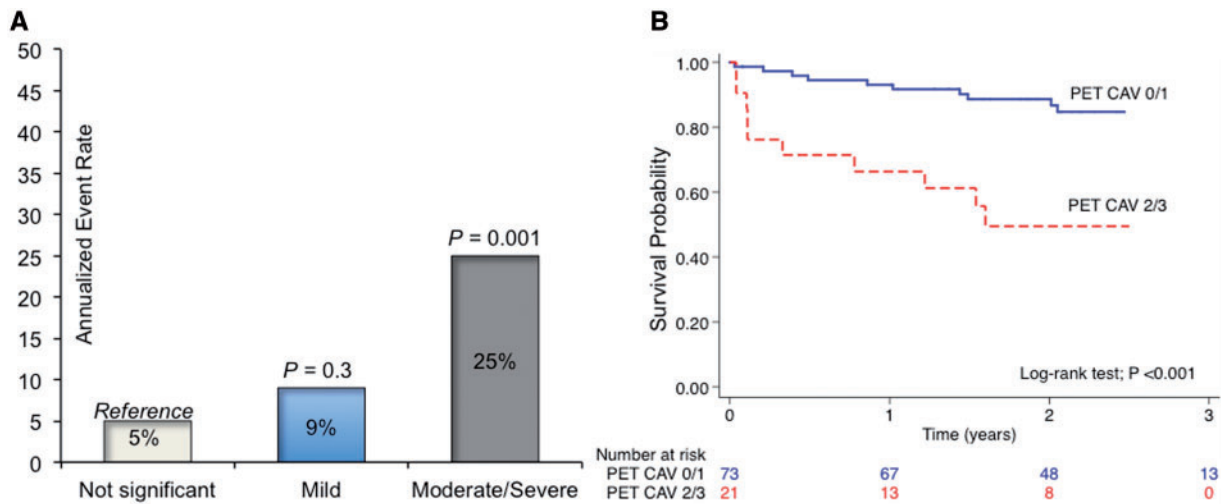 A
50
45
40
35
30
25
20
15
10
5
0
Annualized Event Rate
Reference
5%
P = 0.3
9%
P = 0.001
25%
Not significant
Mild
Moderate/Severe
B
1.00
0.80
0.60
0.40
0.20
0.00
Survival Probability
PET CAV 0/1
PET CAV 2/3
Log-rank test; P <0.001
0 1 2 3
Time (years)
Number at risk
PET CAV 0/1 73 67 48 13
PET CAV 2/3 21 13 8 0